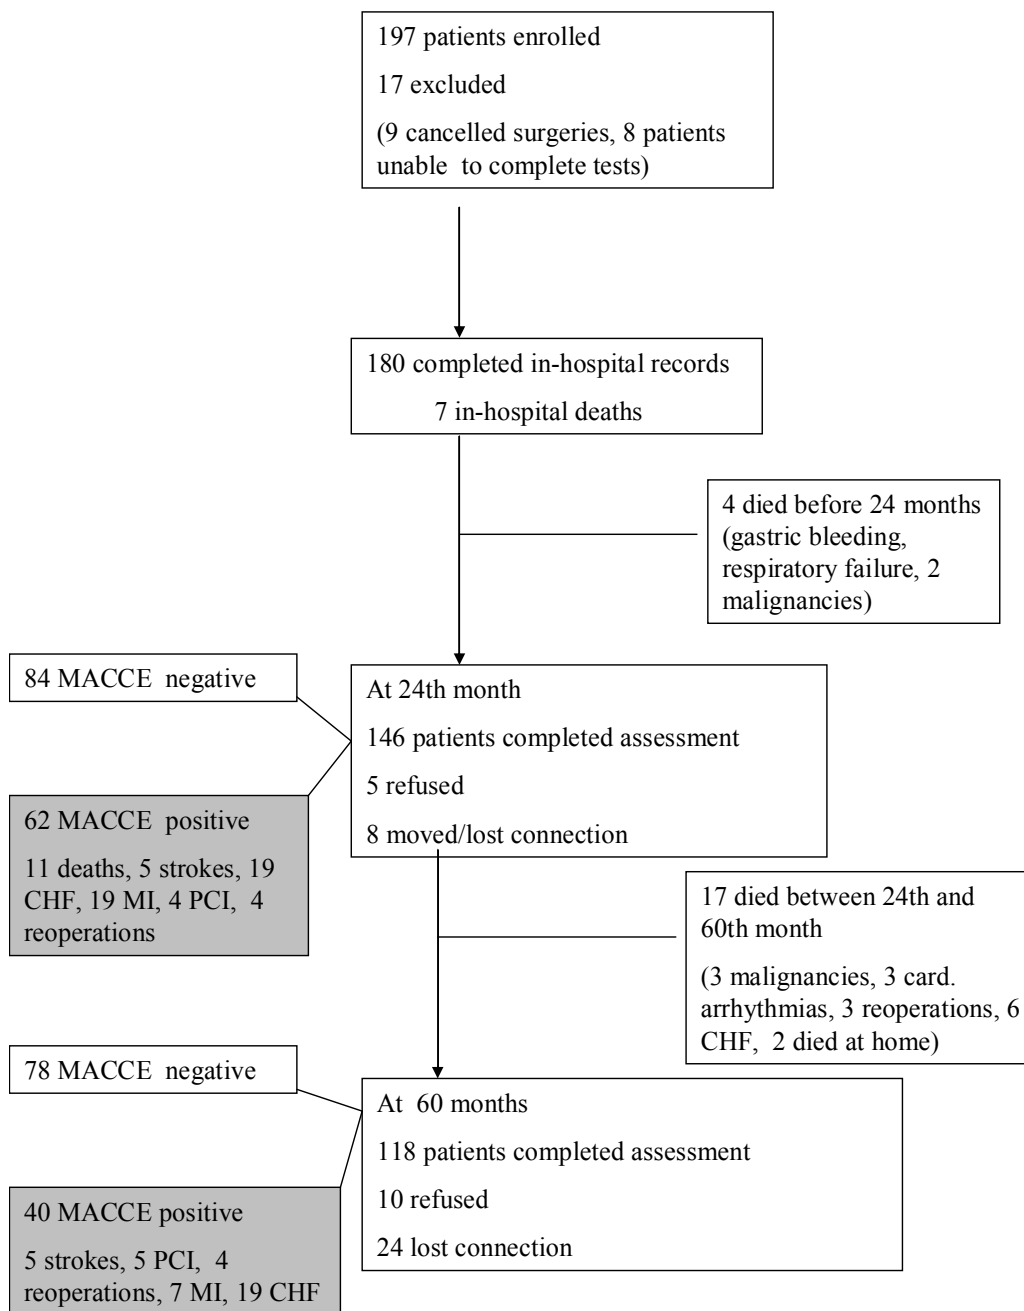 197 patients enrolled
17 excluded
(9 cancelled surgeries, 8 patients
unable to complete tests)
180 completed in-hospital records
7 in-hospital deaths
4 died before 24 months
(gastric bleeding,
respiratory failure, 2
malignancies)
84 MACCE negative
At 24th month
146 patients completed assessment
5 refused
8 moved/lost connection
62 MACCE positive
11 deaths, 5 strokes, 19
CHF, 19 MI, 4 PCI, 4
reoperations
17 died between 24th and
60th month
(3 malignancies, 3 card.
arrhythmias, 3 reoperations, 6
CHF, 2 died at home)
78 MACCE negative
At 60 months
118 patients completed assessment
10 refused
24 lost connection
40 MACCE positive
5 strokes, 5 PCI, 4
reoperations, 7 MI, 19 CHF